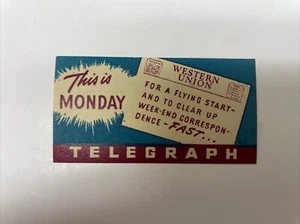 This is
MONDAY
WESTERN
UNION
FOR A FLYING START-
AND TO CLEAR UP
WEEK-END CORRESPON-
DENCE - FAST...
TELEGRAPH